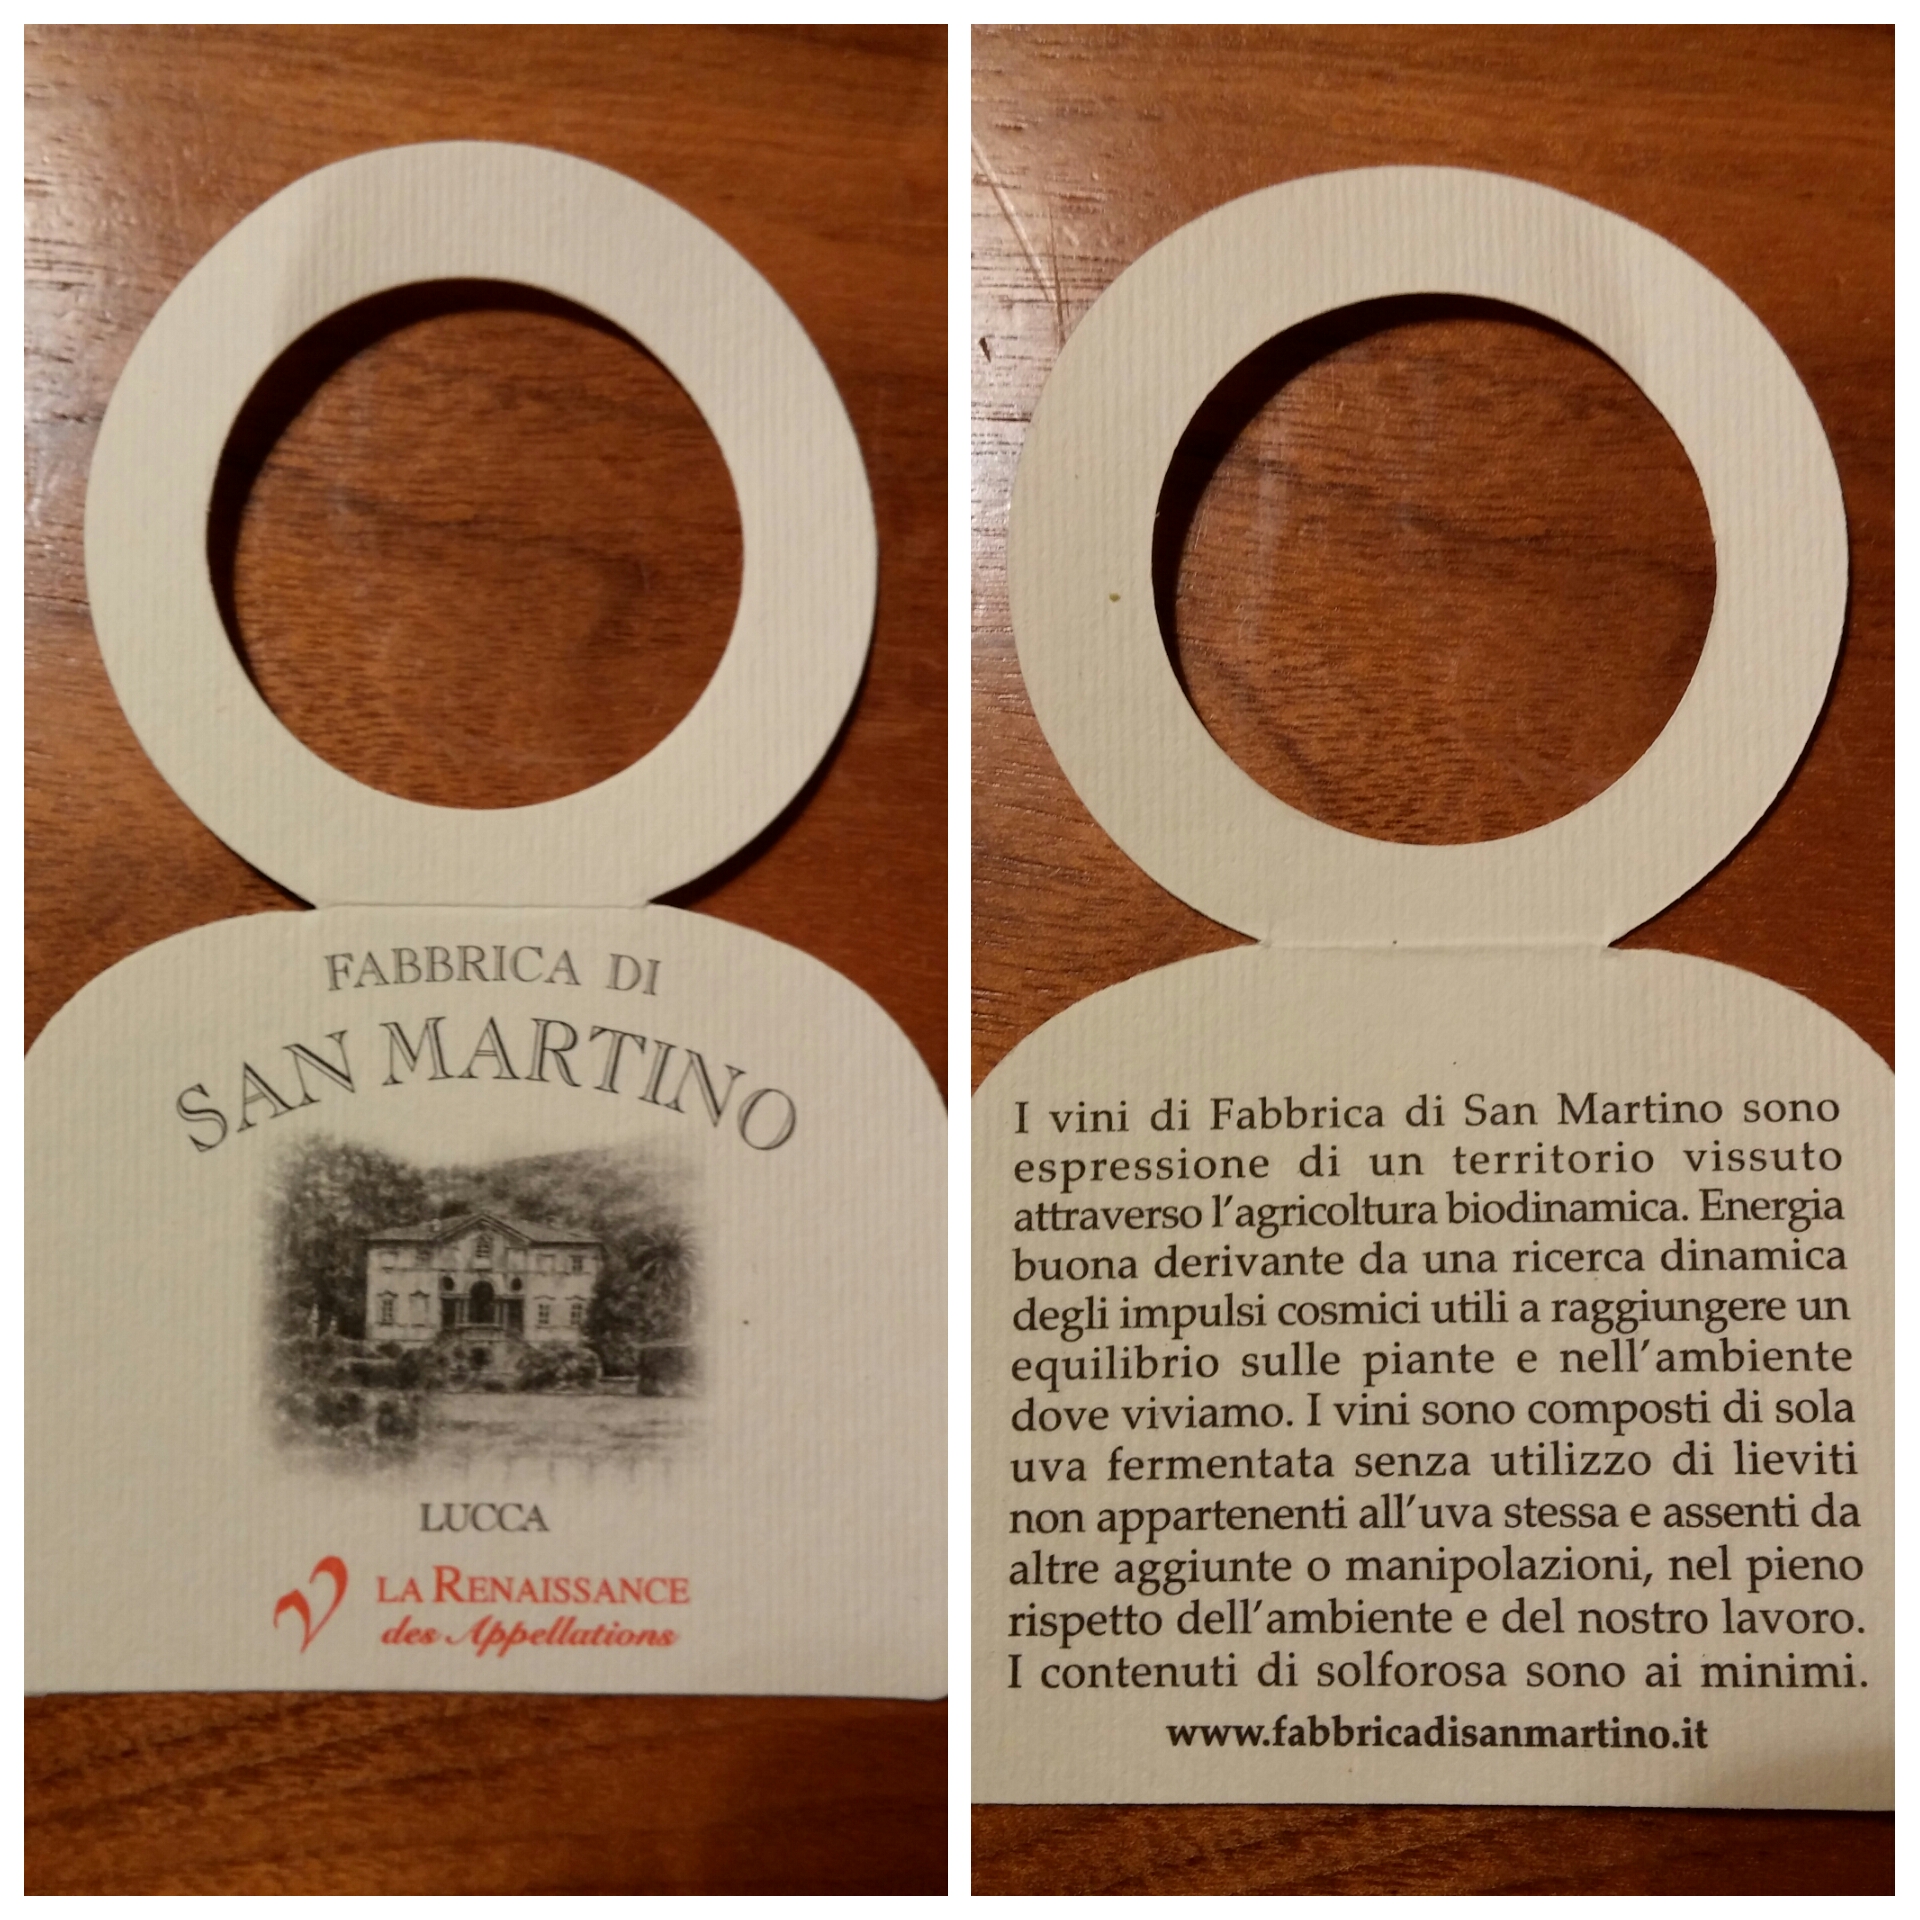 FABBRICA DI
SAN MARTINO
LUCCA
LA RENAISSANCE
des Appellations
I vini di Fabbrica di San Martino sono
espressione di un territorio vissuto
attraverso l'agricoltura biodinamica. Energia
buona derivante da una ricerca dinamica
degli impulsi cosmici utili a raggiungere un
equilibrio sulle piante e nell'ambiente
dove viviamo. I vini sono composti di sola
uva fermentata senza utilizzo di lieviti
non appartenenti all'uva stessa e assenti da
altre aggiunte o manipolazioni, nel pieno
rispetto dell'ambiente e del nostro lavoro.
I contenuti di solforosa sono ai minimi.
www.fabbricadisanmartino.it